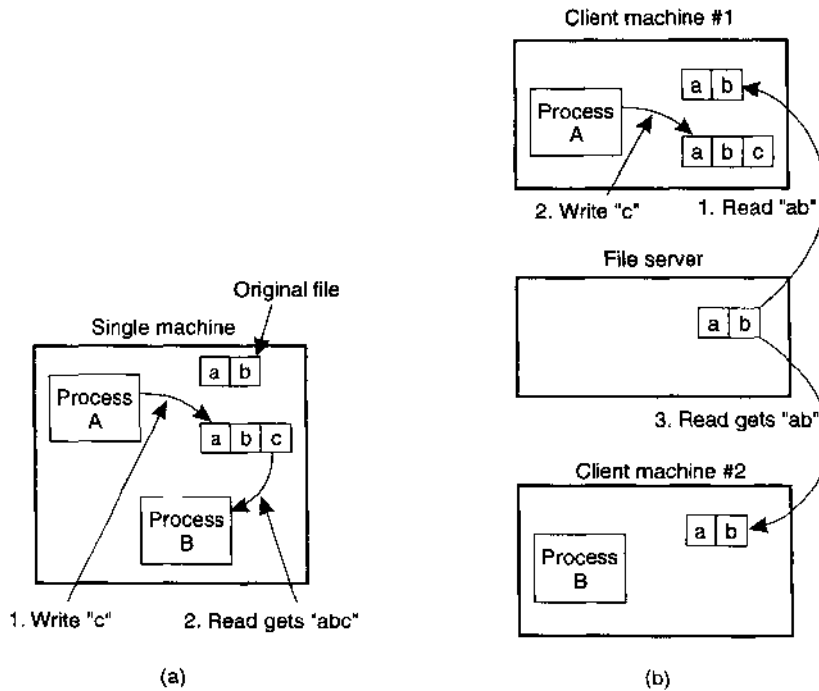 Single machine
Original file
a b
Process
A
a b c
Process
B
1. Write "c"
2. Read gets "abc"
(a)
Client machine #1
a b
Process
A
a b c
2. Write "c"
1. Read "ab"
File server
a b
3. Read gets "ab"
Client machine #2
a b
Process
B
(b)